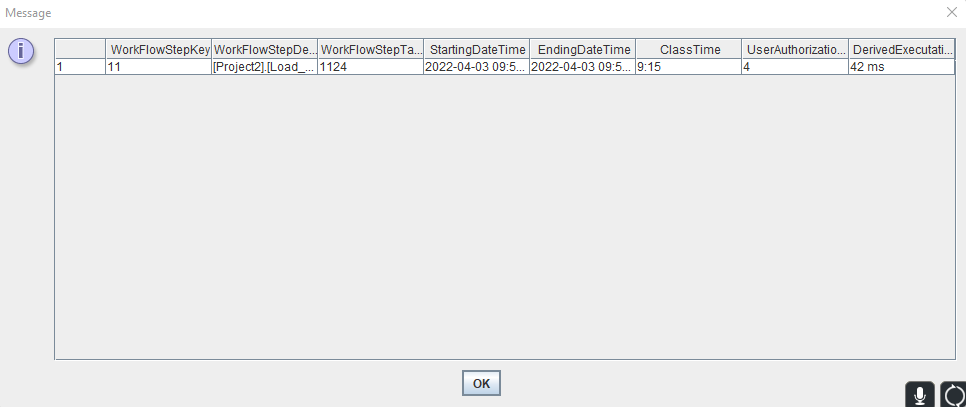 Message
WorkFlowStepKey WorkFlowStepDe... WorkFlowStepTa... StartingDateTime EndingDateTime ClassTime UserAuthorizatio... DerivedExecutati...
1 11 [Project2].[Load_... 1124 2022-04-03 09:5... 2022-04-03 09:5... 9:15 4 42 ms
OK